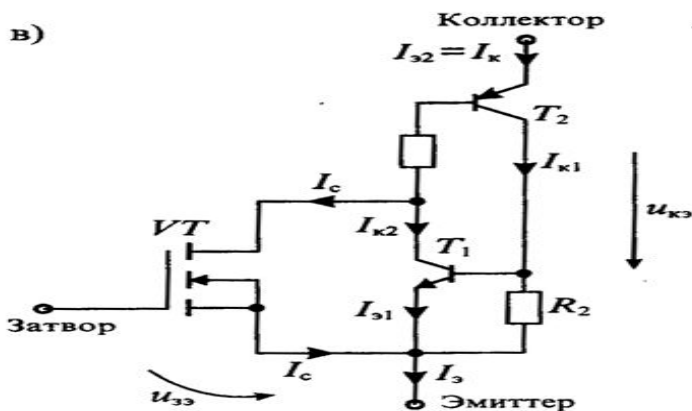 в)
Коллектор
Iэ2 = Iк
T2
Iк1
Iс
VT
Iк2
T1
uкэ
Затвор
Iэ1
R2
Iс
Iэ
uзэ
Эмиттер